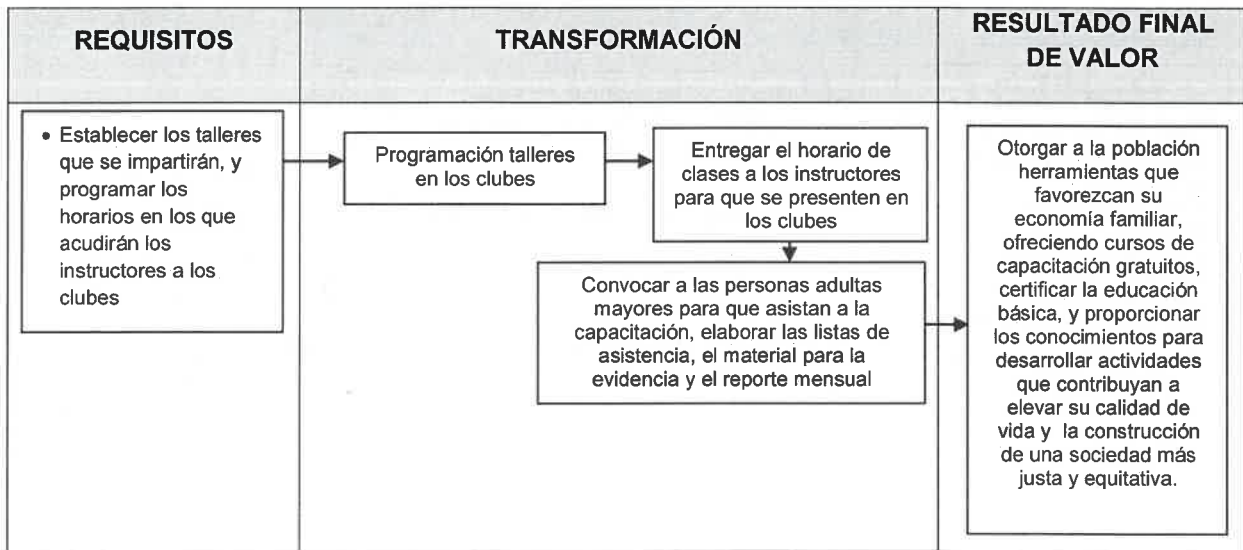 REQUISITOS
TRANSFORMACIÓN
RESULTADO FINAL
DE VALOR
• Establecer los talleres
que se impartirán, y
programar los
horarios en los que
acudirán los
instructores a los
clubes
Programación talleres
en los clubes
Entregar el horario de
clases a los instructores
para que se presenten en
los clubes
Convocar a las personas adultas
mayores para que asistan a la
capacitación, elaborar las listas de
asistencia, el material para la
evidencia y el reporte mensual
Otorgar a la población
herramientas que
favorezcan su
economía familiar,
ofreciendo cursos de
capacitación gratuitos,
certificar la educación
básica, y proporcionar
los conocimientos para
desarrollar actividades
que contribuyan a
elevar su calidad de
vida y la construcción
de una sociedad más
justa y equitativa.